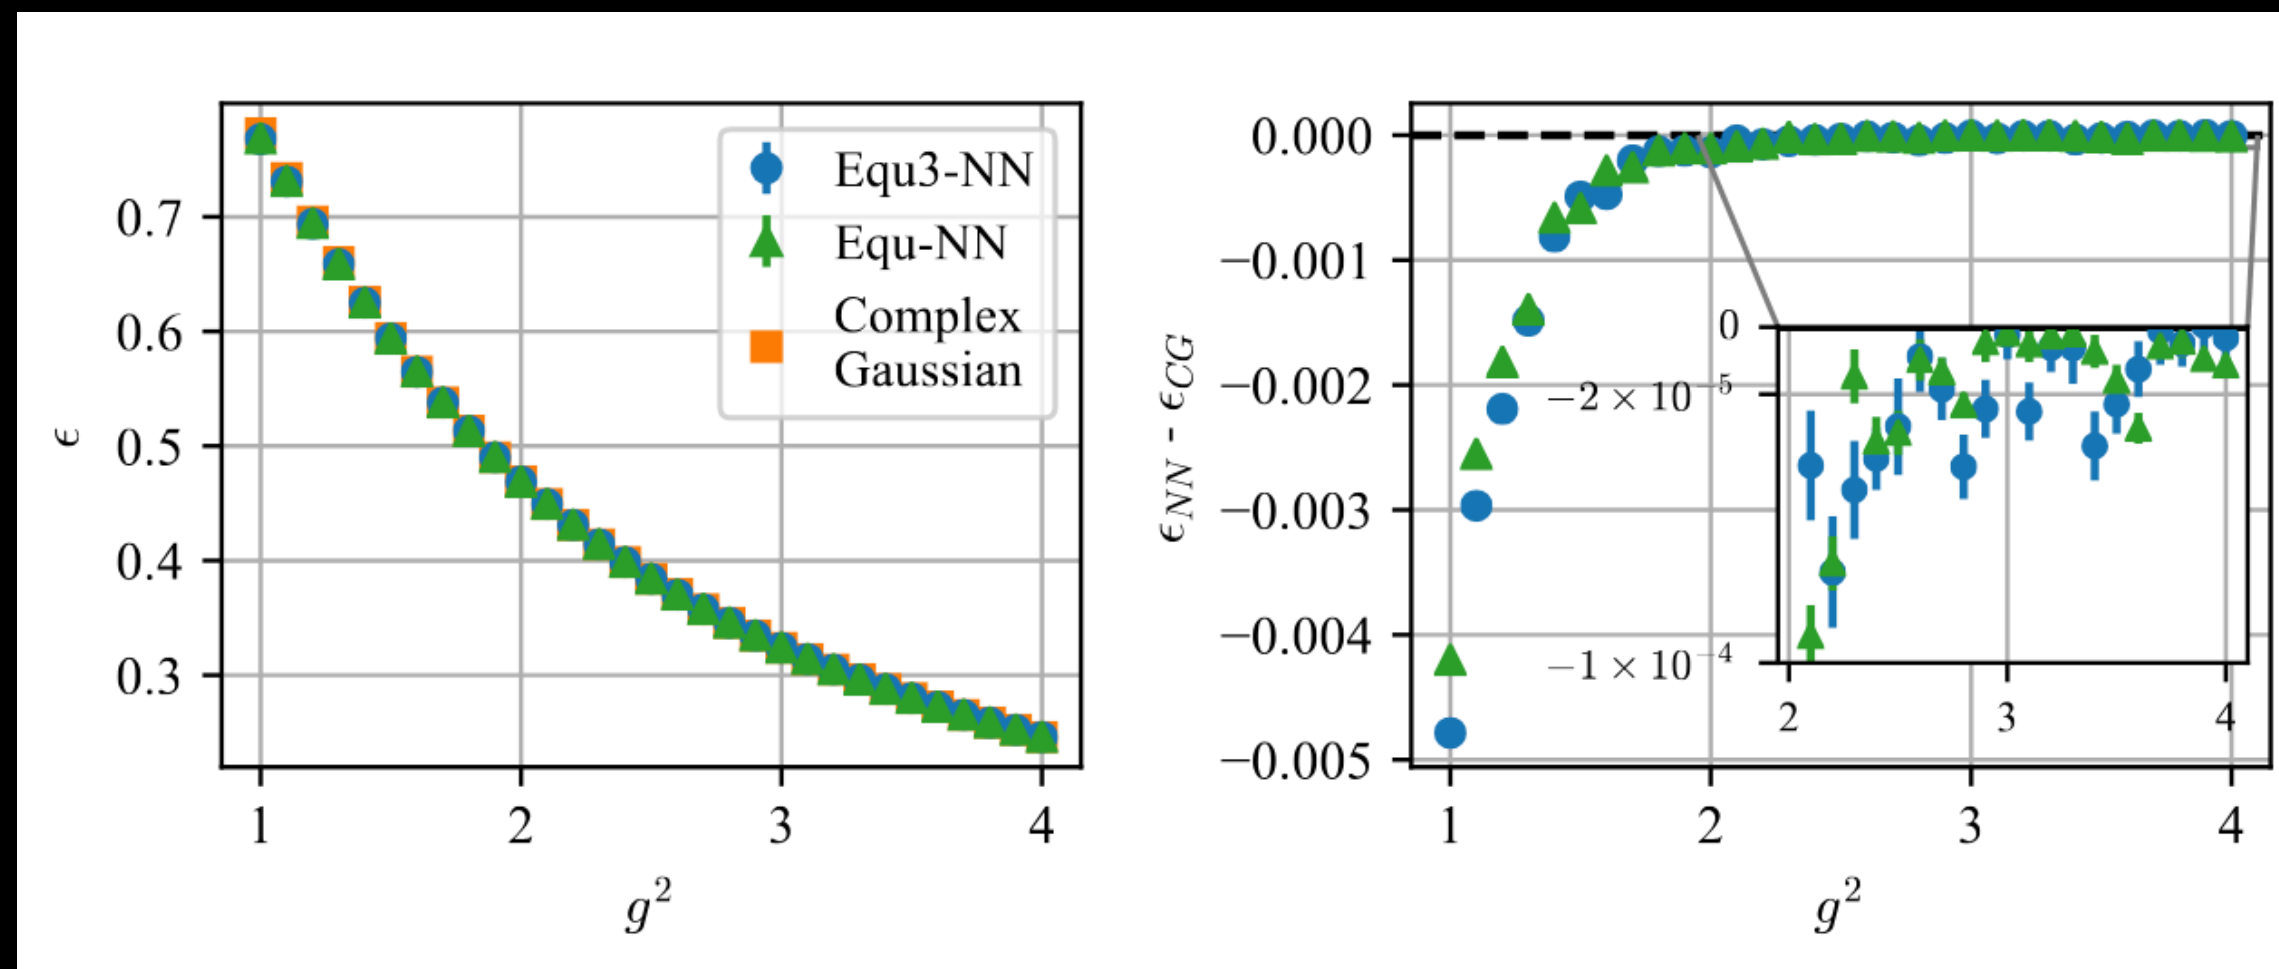 0.7
0.6
0.5
0.4
0.3
ϵ
1 2 3 4
g²
Equ3-NN
Equ-NN
Complex
Gaussian
0.000
−0.001
−0.002
−0.003
−0.004
−0.005
ϵ_NN - ϵ_CG
1 2 3 4
g²
0
−2 × 10⁻⁵
−1 × 10⁻⁴
2 3 4